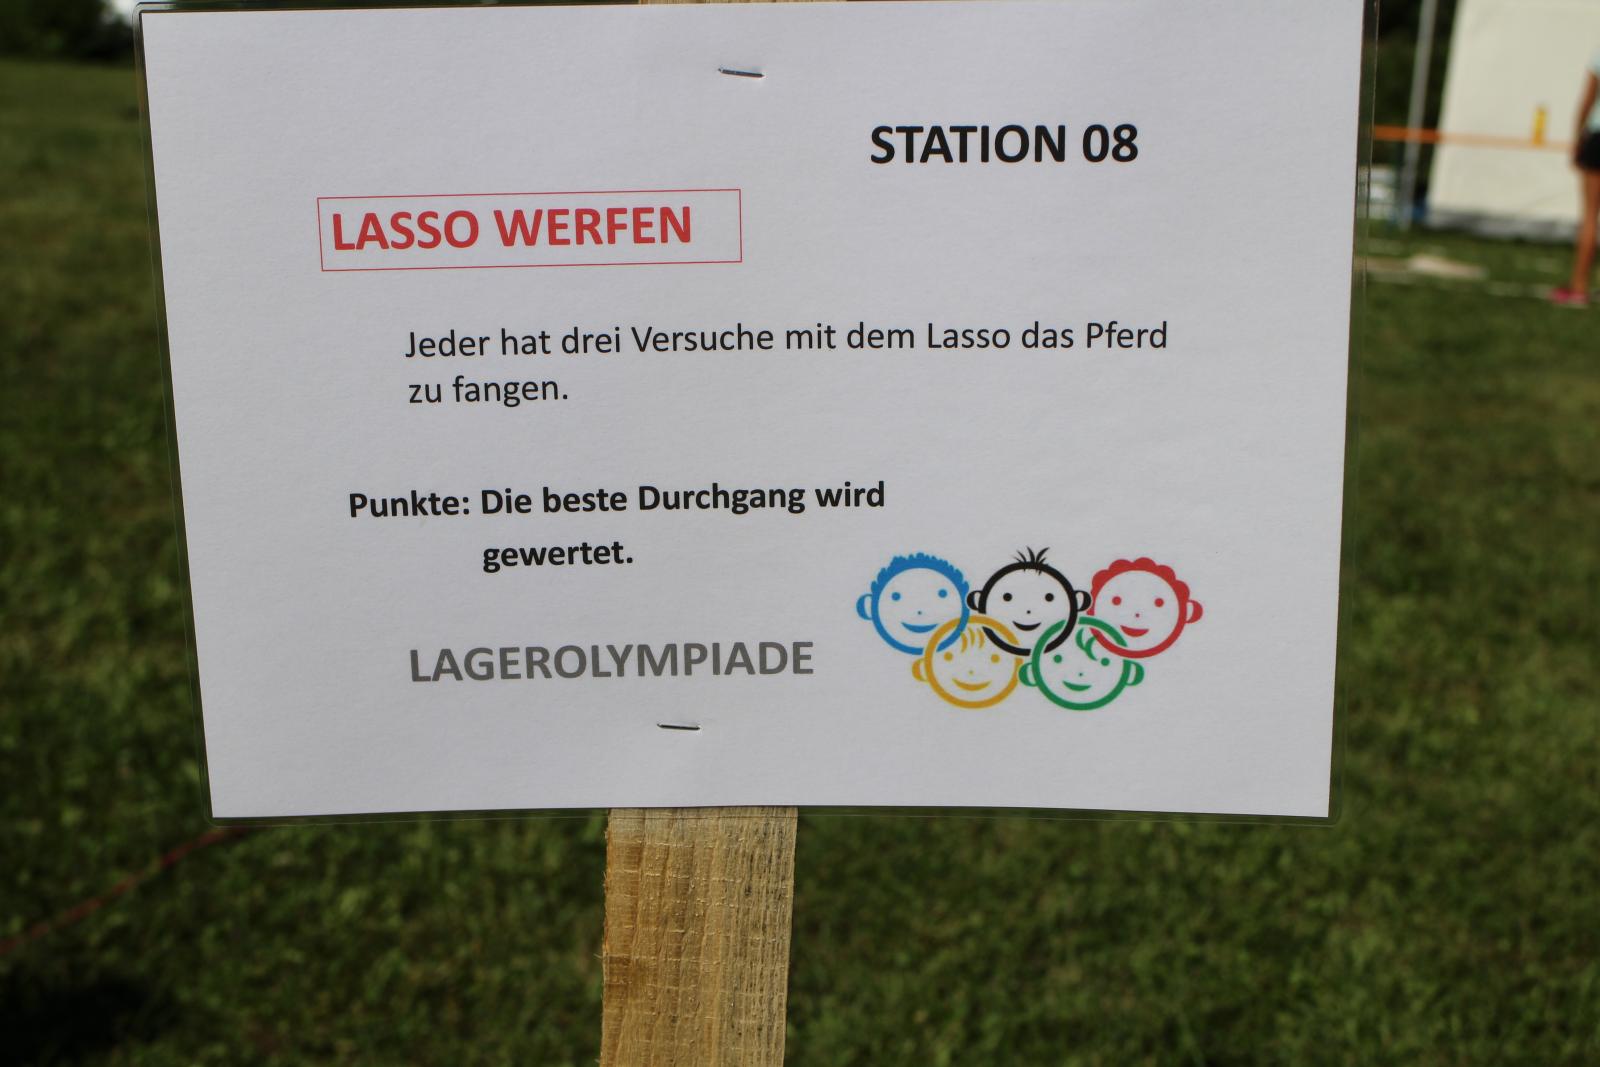 STATION 08
LASSO WERFEN
Jeder hat drei Versuche mit dem Lasso das Pferd
zu fangen.
Punkte: Die beste Durchgang wird
gewertet.
LAGEROLYMPIADE